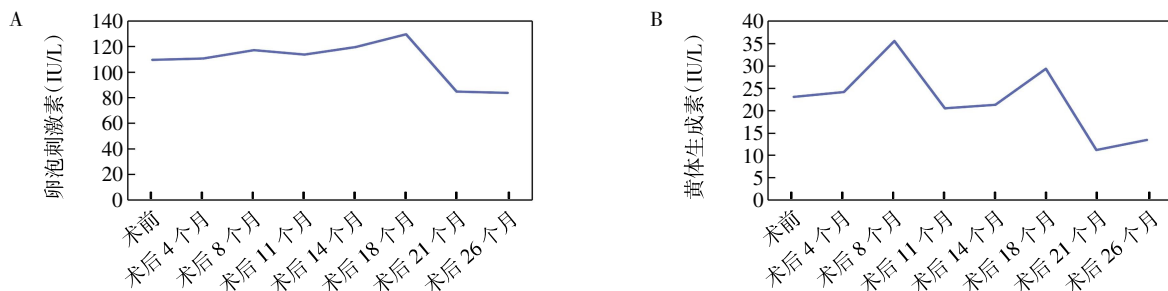 A
卵泡刺激素(IU/L)
140
120
100
80
60
40
20
0
术前
术后 4 个月
术后 8 个月
术后 11 个月
术后 14 个月
术后 18 个月
术后 21 个月
术后 26 个月
B
黄体生成素(IU/L)
40
35
30
25
20
15
10
5
0
术前
术后 4 个月
术后 8 个月
术后 11 个月
术后 14 个月
术后 18 个月
术后 21 个月
术后 26 个月